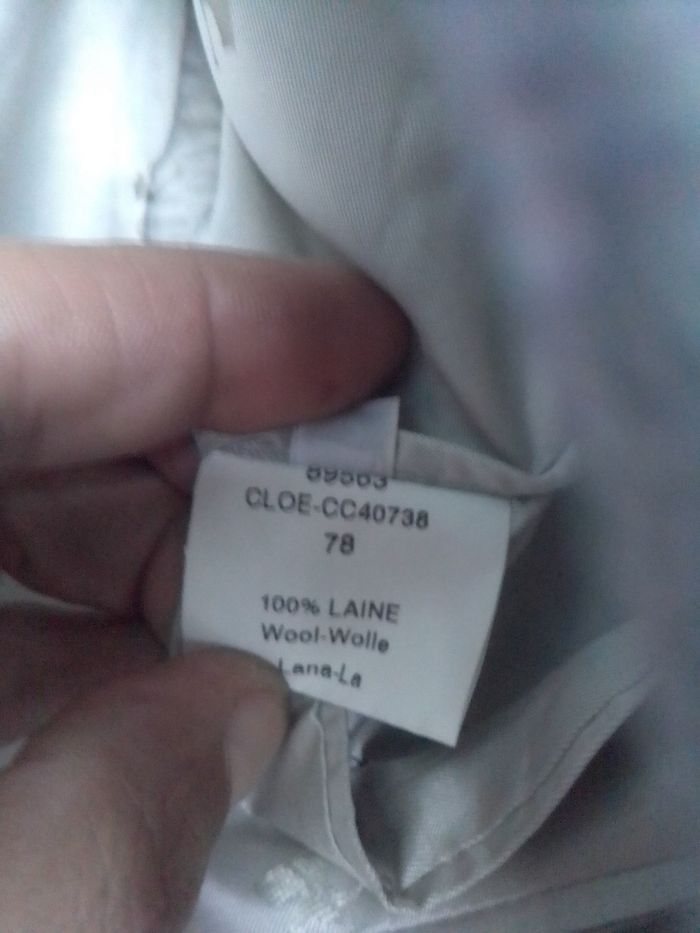 89563
CLOE-CC40738
78
100% LAINE
Wool-Wolle
Lana-La